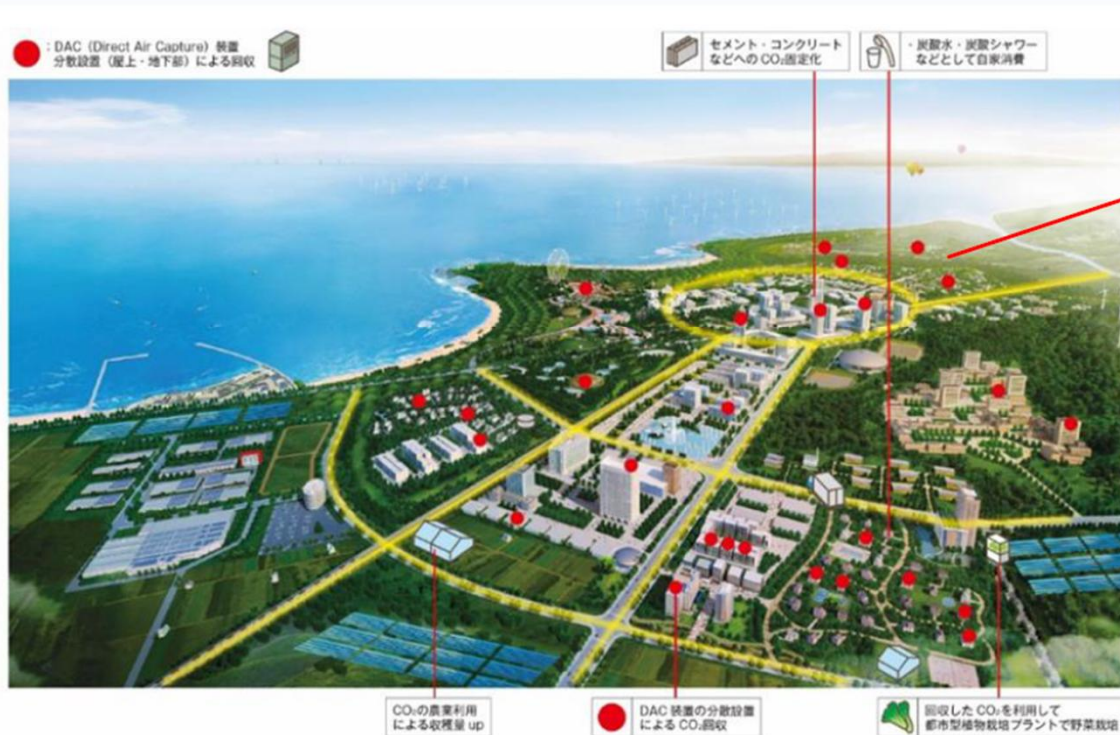 ：DAC（Direct Air Capture）装置
分散設置（屋上・地下部）による回収
セメント・コンクリート
などへの CO₂固定化
・炭酸水・炭酸シャワー
などとして自家消費
CO₂の農業利用
による収穫量 up
DAC 装置の分散設置
による CO₂回収
回収した CO₂を利用して
都市型植物栽培プラントで野菜栽培